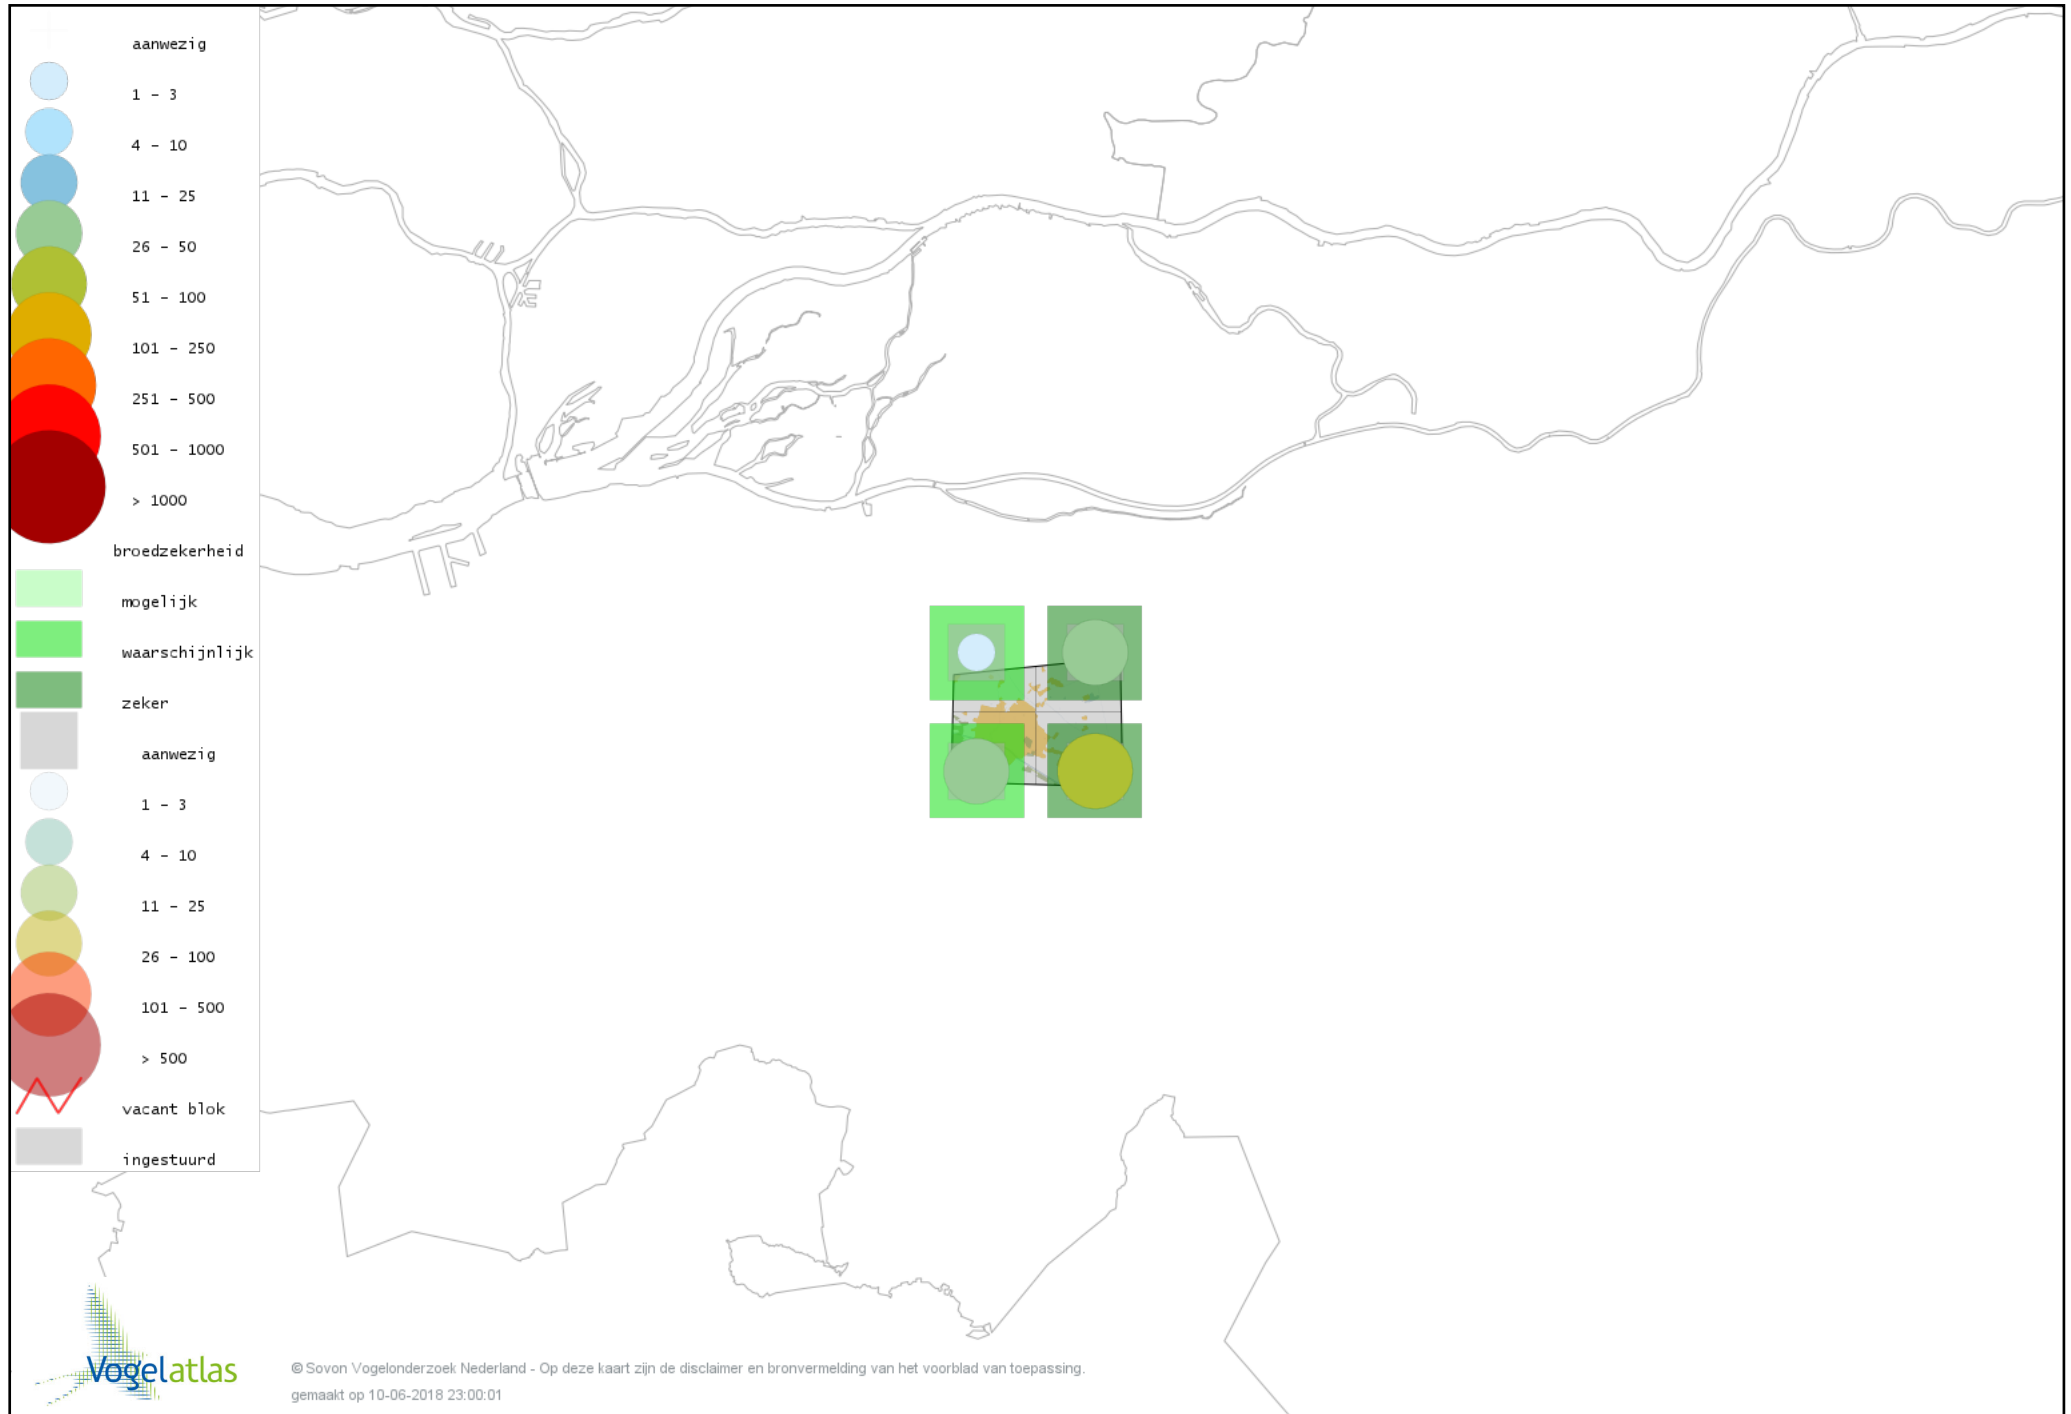 aanwezig
1 - 3
4 - 10
11 - 25
26 - 50
51 - 100
101 - 250
251 - 500
501 - 1000
> 1000
broedzekerheid
mogelijk
waarschijnlijk
zeker
aanwezig
1 - 3
4 - 10
11 - 25
26 - 100
101 - 500
> 500
vacant blok
ingestuurd
Vogelatlas
© Sovon Vogelonderzoek Nederland - Op deze kaart zijn de disclaimer en bronvermelding van het voorblad van toepassing.
gemaakt op 10-06-2018 23:00:01